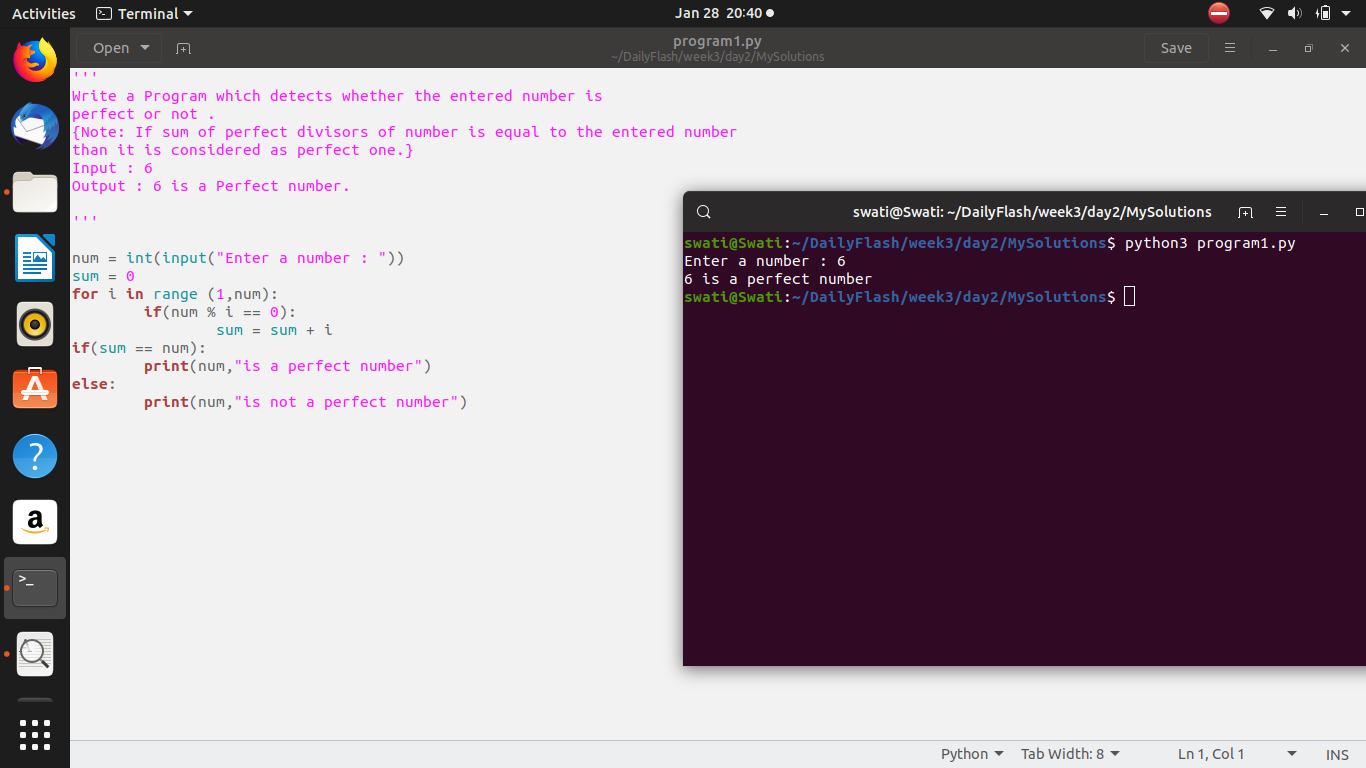 Activities Terminal Jan 28 20:40
Open program1.py Save
~/DailyFlash/week3/day2/MySolutions
'''
Write a Program which detects whether the entered number is
perfect or not .
{Note: If sum of perfect divisors of number is equal to the entered number
than it is considered as perfect one.}
Input : 6
Output : 6 is a Perfect number.
'''
num = int(input("Enter a number : "))
sum = 0
for i in range (1,num):
        if(num % i == 0):
                sum = sum + i
if(sum == num):
        print(num,"is a perfect number")
else:
        print(num,"is not a perfect number")
swati@Swati: ~/DailyFlash/week3/day2/MySolutions
swati@Swati:~/DailyFlash/week3/day2/MySolutions$ python3 program1.py
Enter a number : 6
6 is a perfect number
swati@Swati:~/DailyFlash/week3/day2/MySolutions$
Python Tab Width: 8 Ln 1, Col 1 INS